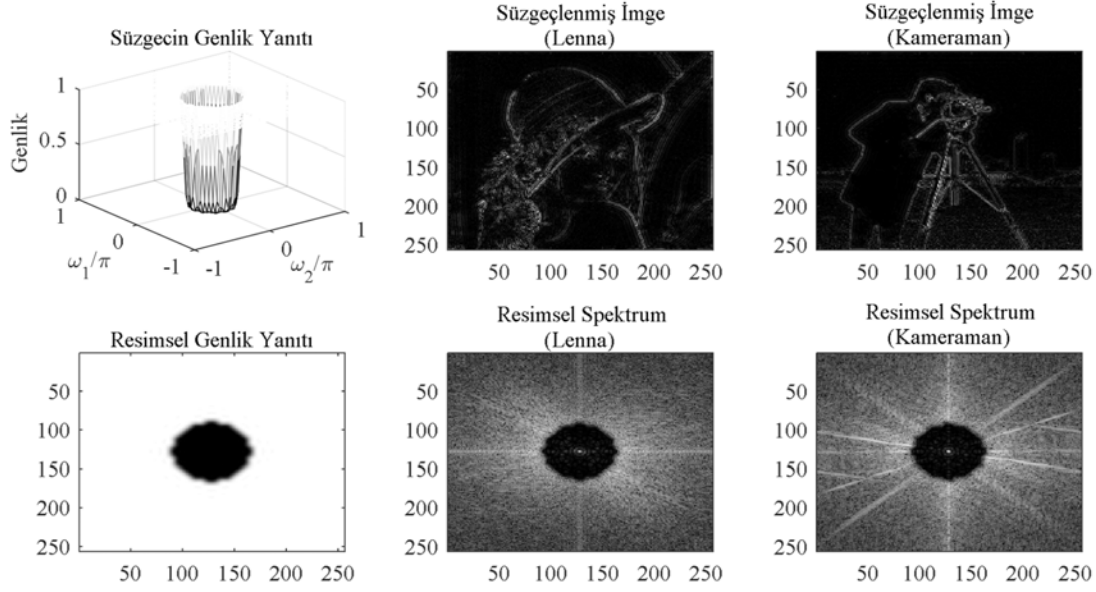 Süzgecin Genlik Yanıtı
Genlik
1
0.5
0
1
0
-1
ω₁/π
-1
0
1
ω₂/π
Süzgeçlenmiş İmge
(Lenna)
50
100
150
200
250
50 100 150 200 250
Süzgeçlenmiş İmge
(Kameraman)
50
100
150
200
250
50 100 150 200 250
Resimsel Genlik Yanıtı
50
100
150
200
250
50 100 150 200 250
Resimsel Spektrum
(Lenna)
50
100
150
200
250
50 100 150 200 250
Resimsel Spektrum
(Kameraman)
50
100
150
200
250
50 100 150 200 250